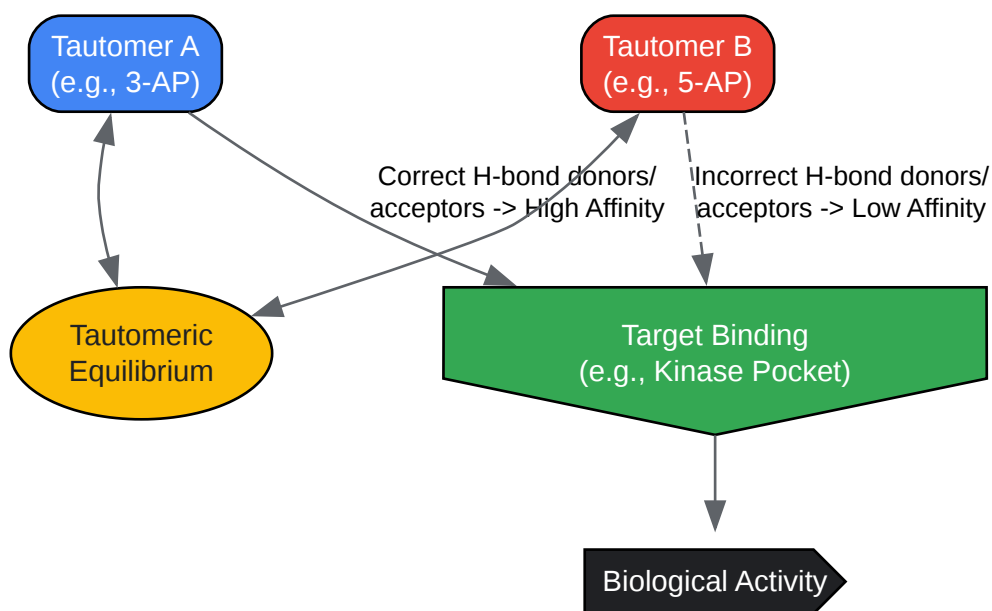 Tautomer A
(e.g., 3-AP)
Tautomer B
(e.g., 5-AP)
Correct H-bond donors/
acceptors -> High Affinity
Incorrect H-bond donors/
acceptors -> Low Affinity
Tautomeric
Equilibrium
Target Binding
(e.g., Kinase Pocket)
Biological Activity